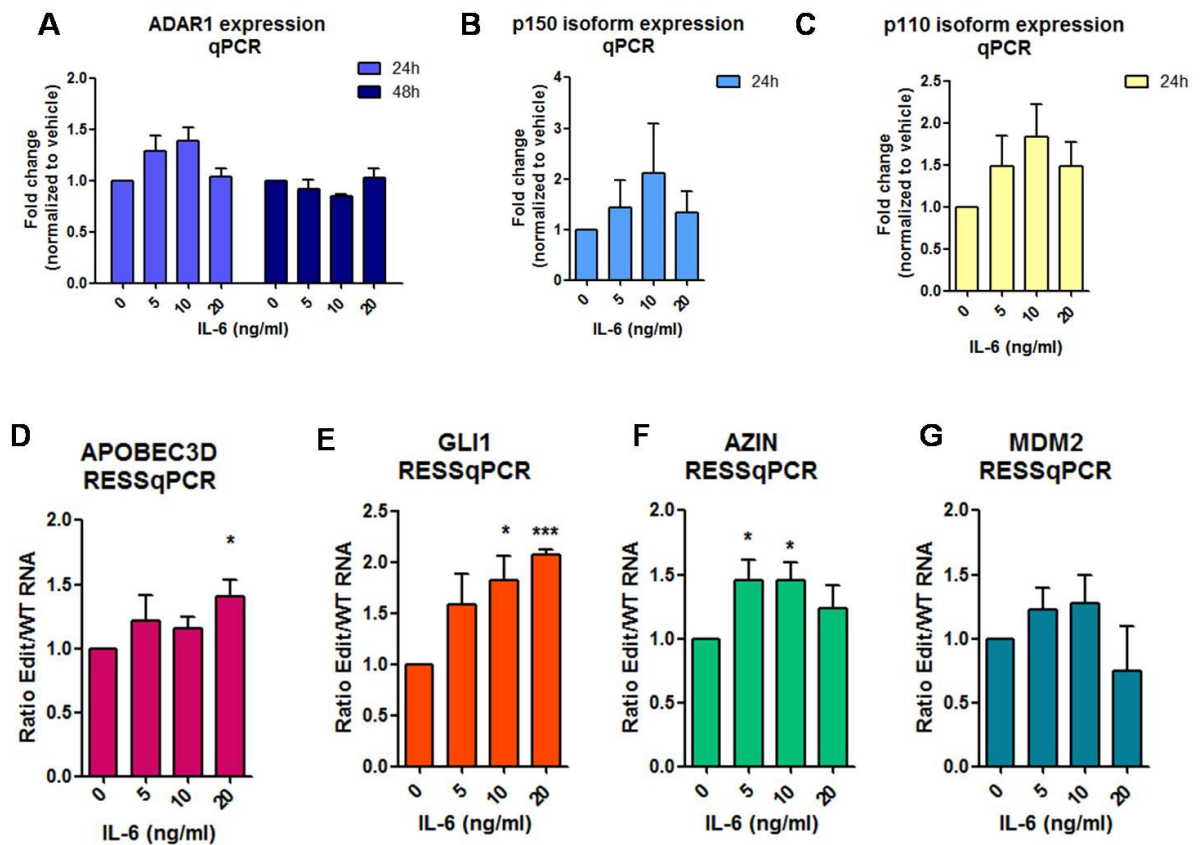 A
ADAR1 expression
qPCR
24h
48h
Fold change
(normalized to vehicle)
2.0
1.5
1.0
0.5
0.0
0 5 10 20 0 5 10 20
IL-6 (ng/ml)
B
p150 isoform expression
qPCR
24h
Fold change
(normalized to vehicle)
4
3
2
1
0
0 5 10 20
IL-6 (ng/ml)
C
p110 isoform expression
qPCR
24h
Fold change
(normalized to vehicle)
2.5
2.0
1.5
1.0
0.5
0.0
0 5 10 20
IL-6 (ng/ml)
D
APOBEC3D
RESSqPCR
Ratio Edit/WT RNA
2.0
1.5
1.0
0.5
0.0
*
0 5 10 20
IL-6 (ng/ml)
E
GLI1
RESSqPCR
Ratio Edit/WT RNA
2.5
2.0
1.5
1.0
0.5
0.0
* ***
0 5 10 20
IL-6 (ng/ml)
F
AZIN
RESSqPCR
Ratio Edit/WT RNA
2.0
1.5
1.0
0.5
0.0
* *
0 5 10 20
IL-6 (ng/ml)
G
MDM2
RESSqPCR
Ratio Edit/WT RNA
2.0
1.5
1.0
0.5
0.0
0 5 10 20
IL-6 (ng/ml)